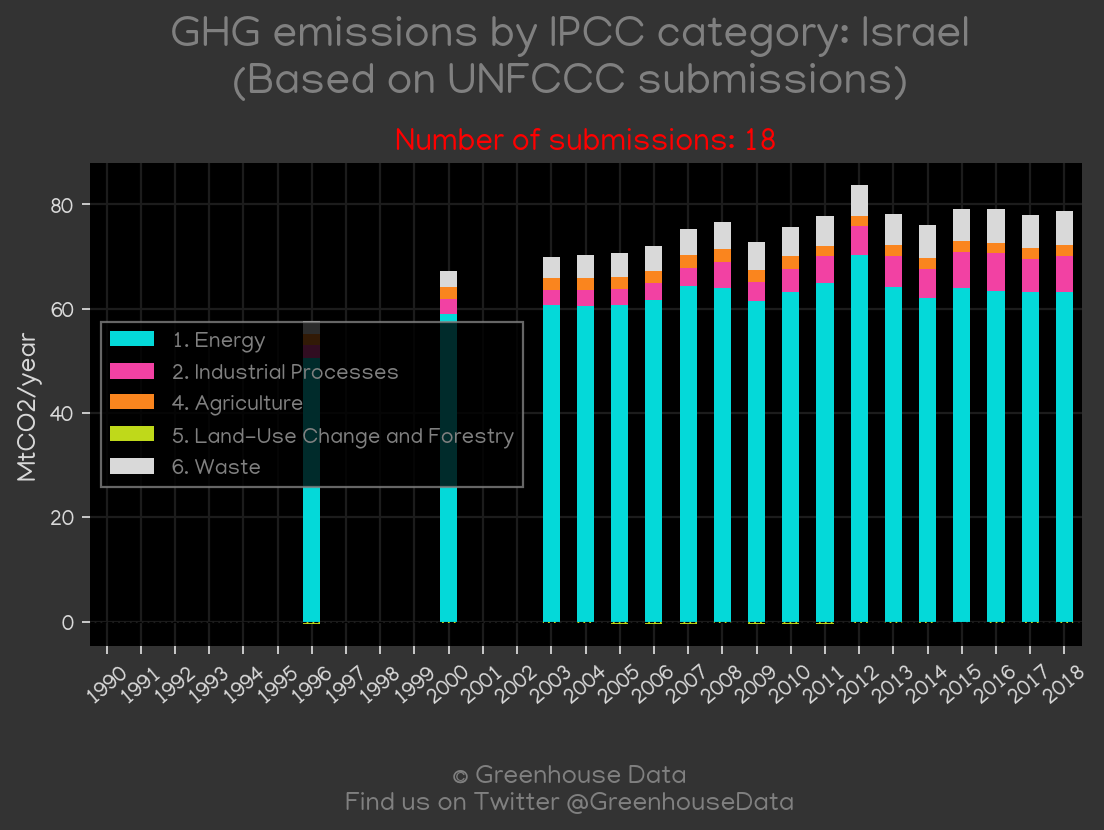 GHG emissions by IPCC category: Israel
(Based on UNFCCC submissions)
Number of submissions: 18
MtCO2/year
80
60
40
20
0
1. Energy
2. Industrial Processes
4. Agriculture
5. Land-Use Change and Forestry
6. Waste
1990 1991 1992 1993 1994 1995 1996 1997 1998 1999 2000 2001 2002 2003 2004 2005 2006 2007 2008 2009 2010 2011 2012 2013 2014 2015 2016 2017 2018
© Greenhouse Data
Find us on Twitter @GreenhouseData